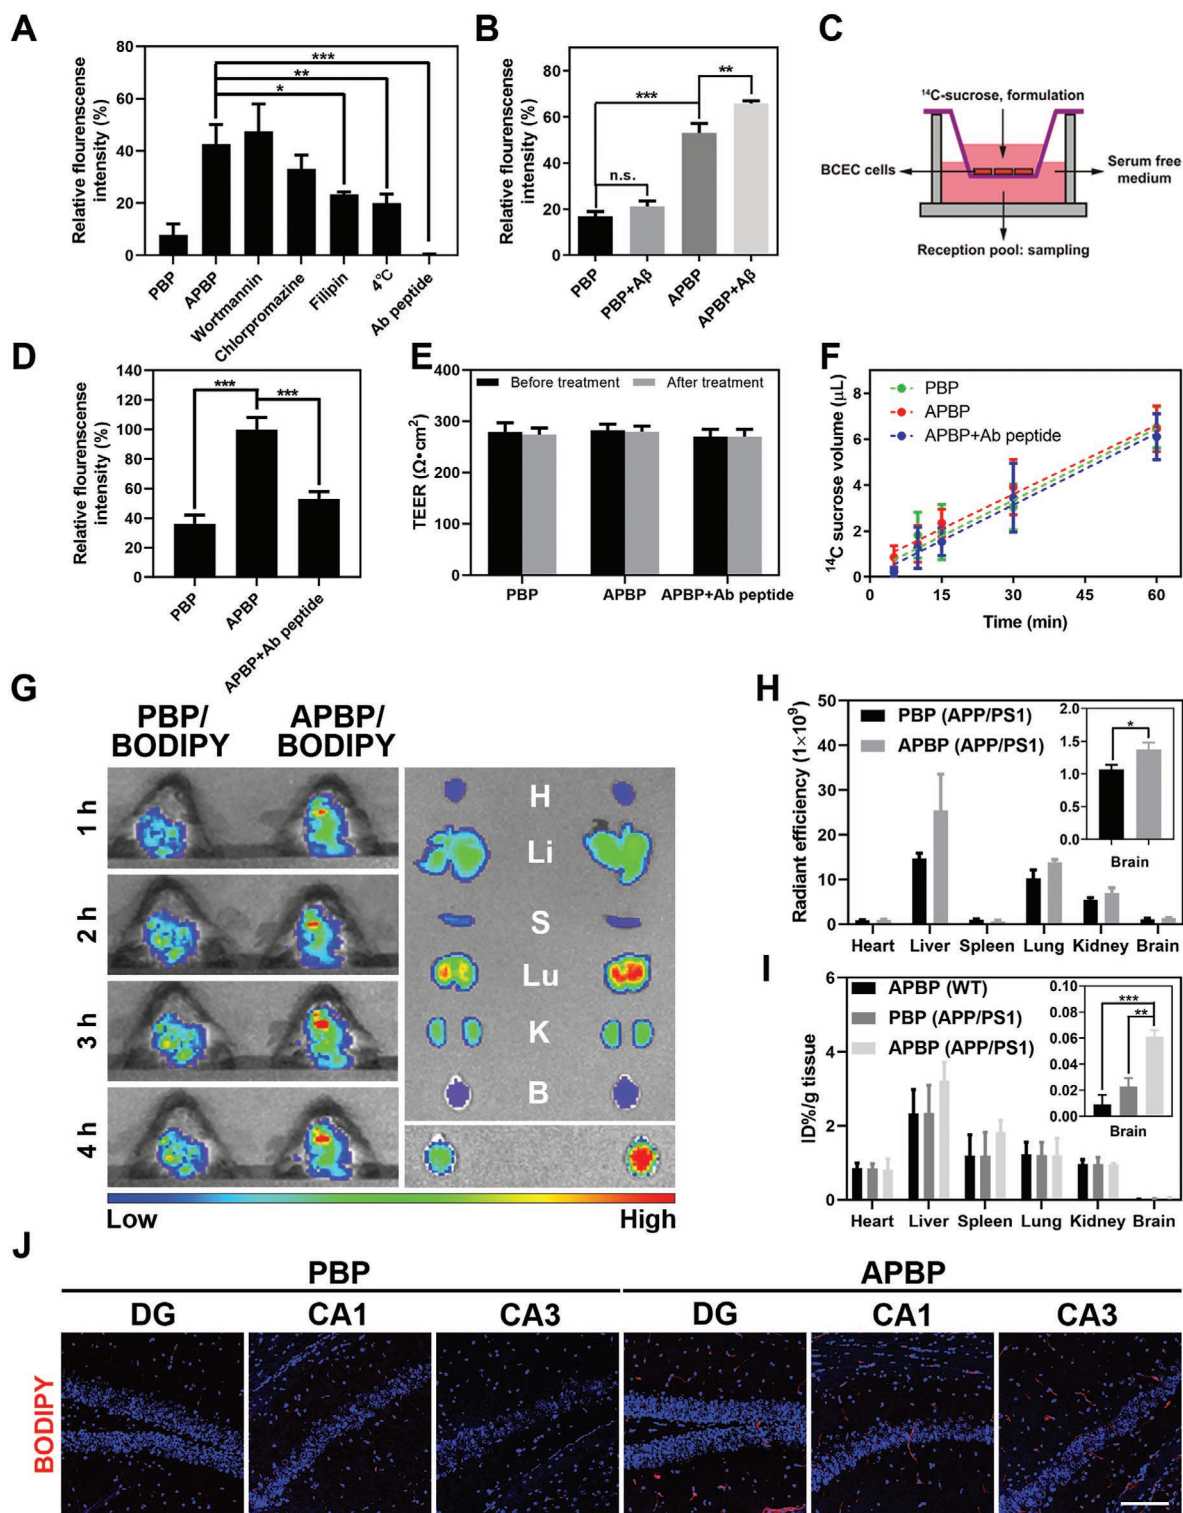 A
Relative flourenscense
intensity (%)
80
60
40
20
0
***
**
*
PBP
APBP
Wortmannin
Chlorpromazine
Filipin
4°C
Ab peptide
B
Relative flourenscense
intensity (%)
80
60
40
20
0
***
**
n.s.
PBP
PBP+Aβ
APBP
APBP+Aβ
C
14C-sucrose, formulation
BCEC cells
Serum free
medium
Reception pool: sampling
D
Relative flourenscense
intensity (%)
140
120
100
80
60
40
20
0
***
***
PBP
APBP
APBP+Ab peptide
E
TEER (Ω•cm²)
400
300
200
100
0
Before treatment
After treatment
PBP
APBP
APBP+Ab peptide
F
14C sucrose volume (μL)
8
6
4
2
0
PBP
APBP
APBP+Ab peptide
0
15
30
45
60
Time (min)
G
PBP/
BODIPY
APBP/
BODIPY
1 h
2 h
3 h
4 h
H
Li
S
Lu
K
B
Low
High
H
Radiant efficiency (1×10⁹)
50
40
30
20
10
0
PBP (APP/PS1)
APBP (APP/PS1)
2.0
1.5
1.0
0.5
0.0
*
Brain
Heart
Liver
Spleen
Lung
Kidney
Brain
I
ID%/g tissue
6
4
2
0
APBP (WT)
PBP (APP/PS1)
APBP (APP/PS1)
0.10
0.08
0.06
0.04
0.02
0.00
***
**
Brain
Heart
Liver
Spleen
Lung
Kidney
Brain
J
PBP
APBP
DG
CA1
CA3
DG
CA1
CA3
BODIPY